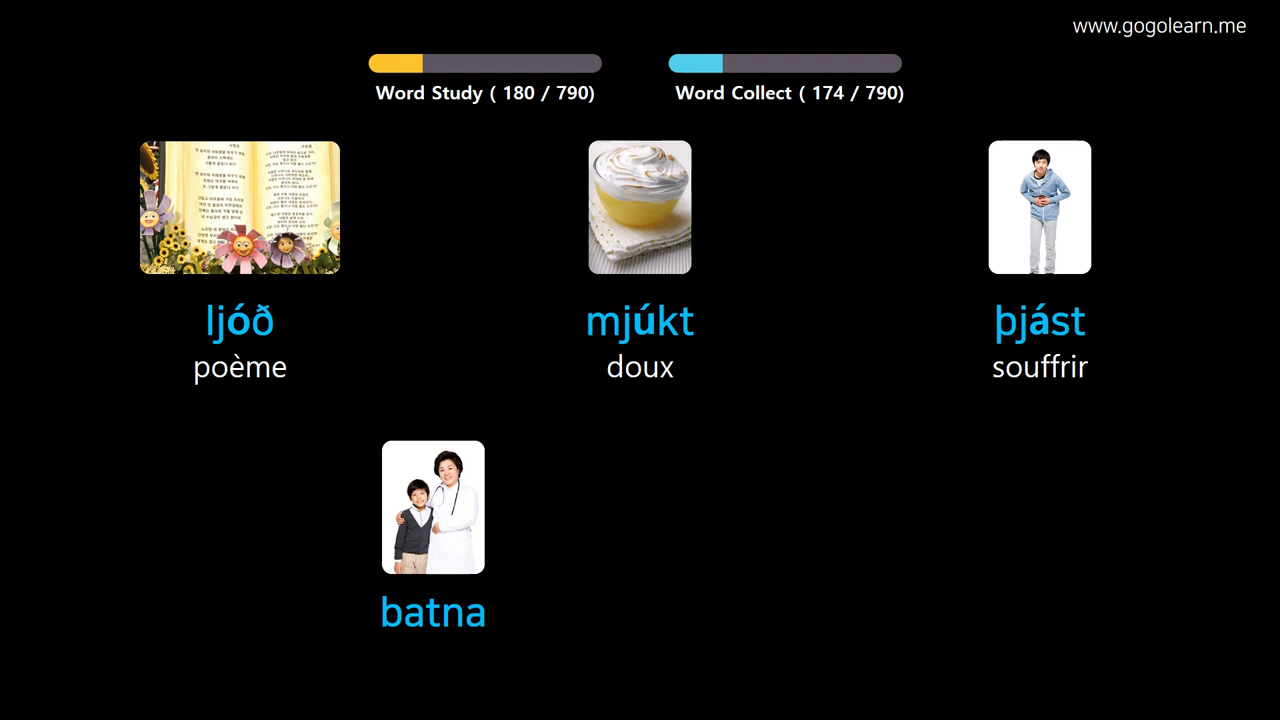 www.gogolearn.me
Word Study ( 180 / 790)
Word Collect ( 174 / 790)
ljóð
mjúkt
þjást
poème
doux
souffrir
batna